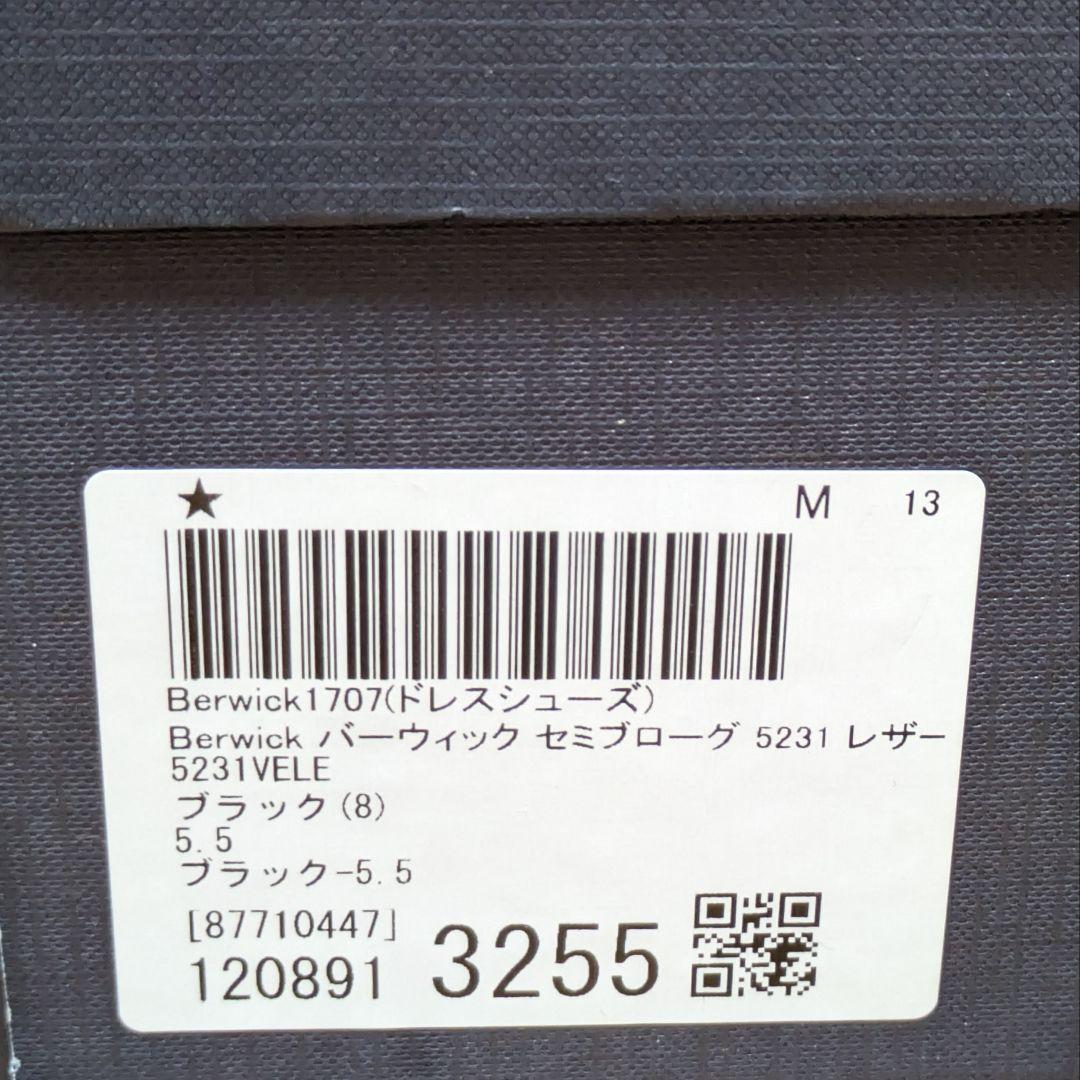 ★ M 13
Berwick1707(ドレスシューズ)
Berwick バーウィック セミブローグ 5231 レザー
5231VELE
ブラック(8)
5.5
ブラック-5.5
[87710447]
120891 3255